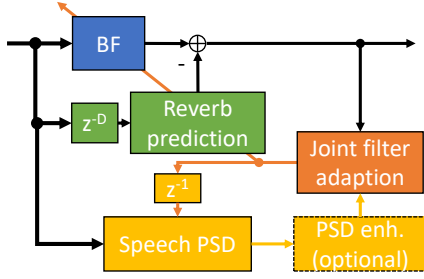 BF
-
z-D
Reverb
prediction
Joint filter
adaption
z-1
Speech PSD
PSD enh.
(optional)